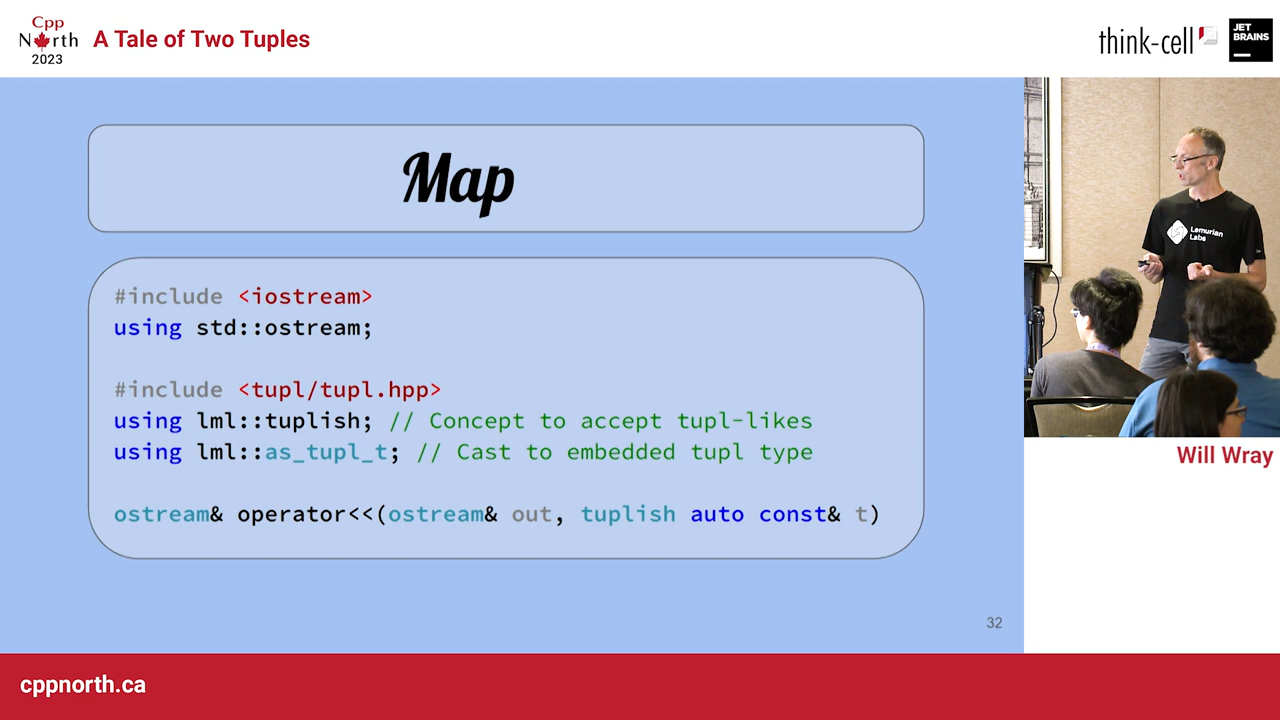 Cpp
North
2023
A Tale of Two Tuples
think-cell
JET
BRAINS
Map
#include <iostream>
using std::ostream;
#include <tupl/tupl.hpp>
using lml::tuplish; // Concept to accept tupl-likes
using lml::as_tupl_t; // Cast to embedded tupl type
ostream& operator<<(ostream& out, tuplish auto const& t)
32
Lemurian
Labs
Will Wray
cppnorth.ca